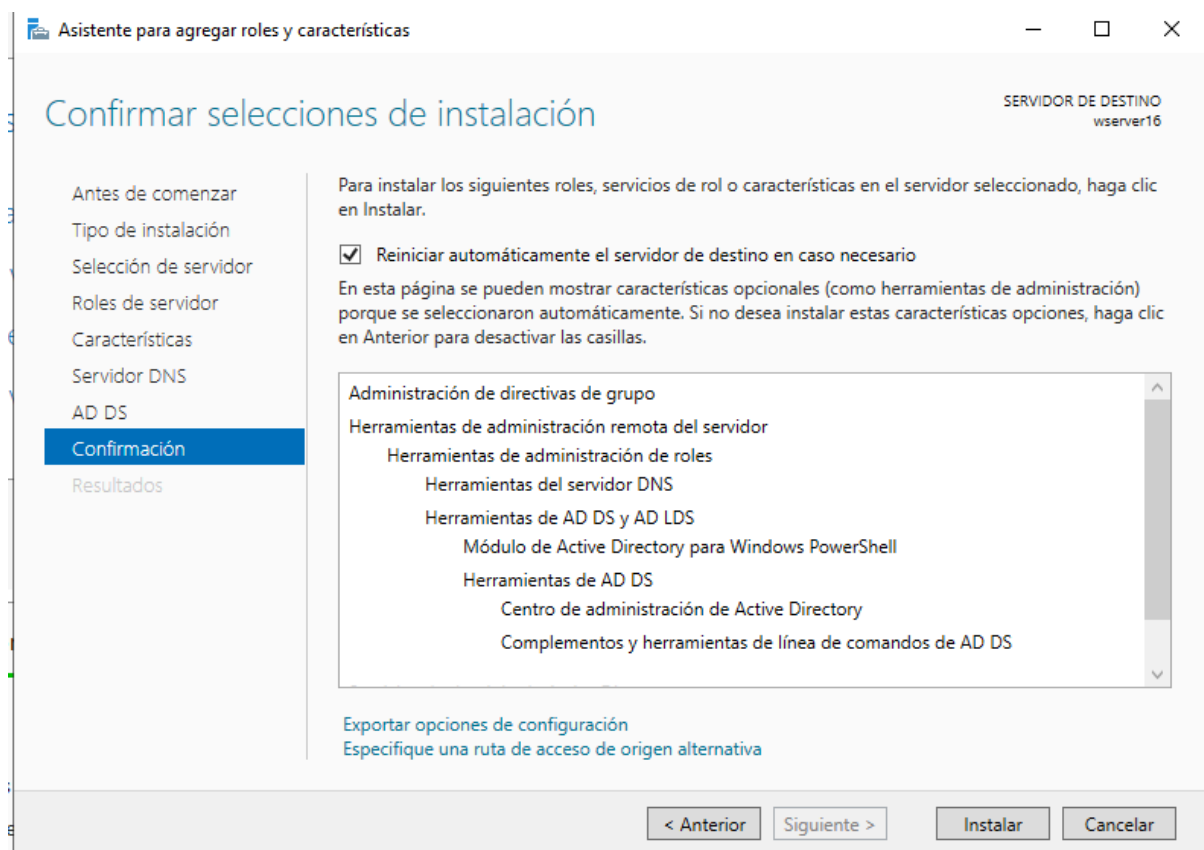 Asistente para agregar roles y características
Confirmar selecciones de instalación
SERVIDOR DE DESTINO
wserver16
Antes de comenzar
Tipo de instalación
Selección de servidor
Roles de servidor
Características
Servidor DNS
AD DS
Confirmación
Resultados
Para instalar los siguientes roles, servicios de rol o características en el servidor seleccionado, haga clic
en Instalar.
Reiniciar automáticamente el servidor de destino en caso necesario
En esta página se pueden mostrar características opcionales (como herramientas de administración)
porque se seleccionaron automáticamente. Si no desea instalar estas características opciones, haga clic
en Anterior para desactivar las casillas.
Administración de directivas de grupo
Herramientas de administración remota del servidor
Herramientas de administración de roles
Herramientas del servidor DNS
Herramientas de AD DS y AD LDS
Módulo de Active Directory para Windows PowerShell
Herramientas de AD DS
Centro de administración de Active Directory
Complementos y herramientas de línea de comandos de AD DS
Exportar opciones de configuración
Especifique una ruta de acceso de origen alternativa
< Anterior
Siguiente >
Instalar
Cancelar